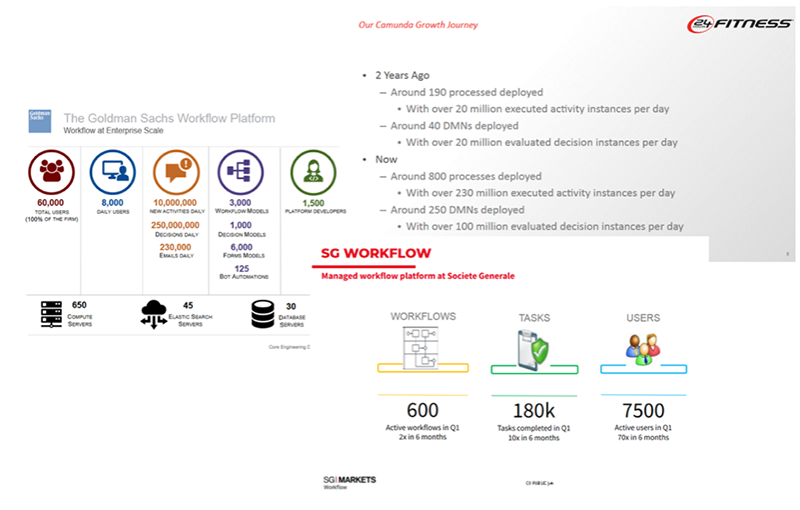 Our Camunda Growth Journey
24 FITNESS
• 2 Years Ago
– Around 190 processed deployed
• With over 20 million executed activity instances per day
– Around 40 DMNs deployed
• With over 20 million evaluated decision instances per day
• Now
– Around 800 processes deployed
• With over 230 million executed activity instances per day
– Around 250 DMNs deployed
• With over 100 million evaluated decision instances per day
Goldman
Sachs
The Goldman Sachs Workflow Platform
Workflow at Enterprise Scale
60,000
TOTAL USERS
(100% OF THE FIRM)
8,000
DAILY USERS
10,000,000
NEW ACTIVITIES DAILY
250,000,000
DECISIONS DAILY
230,000
EMAILS DAILY
3,000
WORKFLOW MODELS
1,000
DECISION MODELS
6,000
FORMS MODELS
125
BOT AUTOMATIONS
1,500
PLATFORM DEVELOPERS
650
COMPUTE
SERVERS
45
ELASTIC SEARCH
SERVERS
30
DATABASE
SERVERS
Core Engineering
SG WORKFLOW
Managed workflow platform at Societe Generale
WORKFLOWS
600
Active workflows in Q1
2x in 6 months
TASKS
180k
Tasks completed in Q1
10x in 6 months
USERS
7500
Active users in Q1
70x in 6 months
SG|MARKETS
Workflow